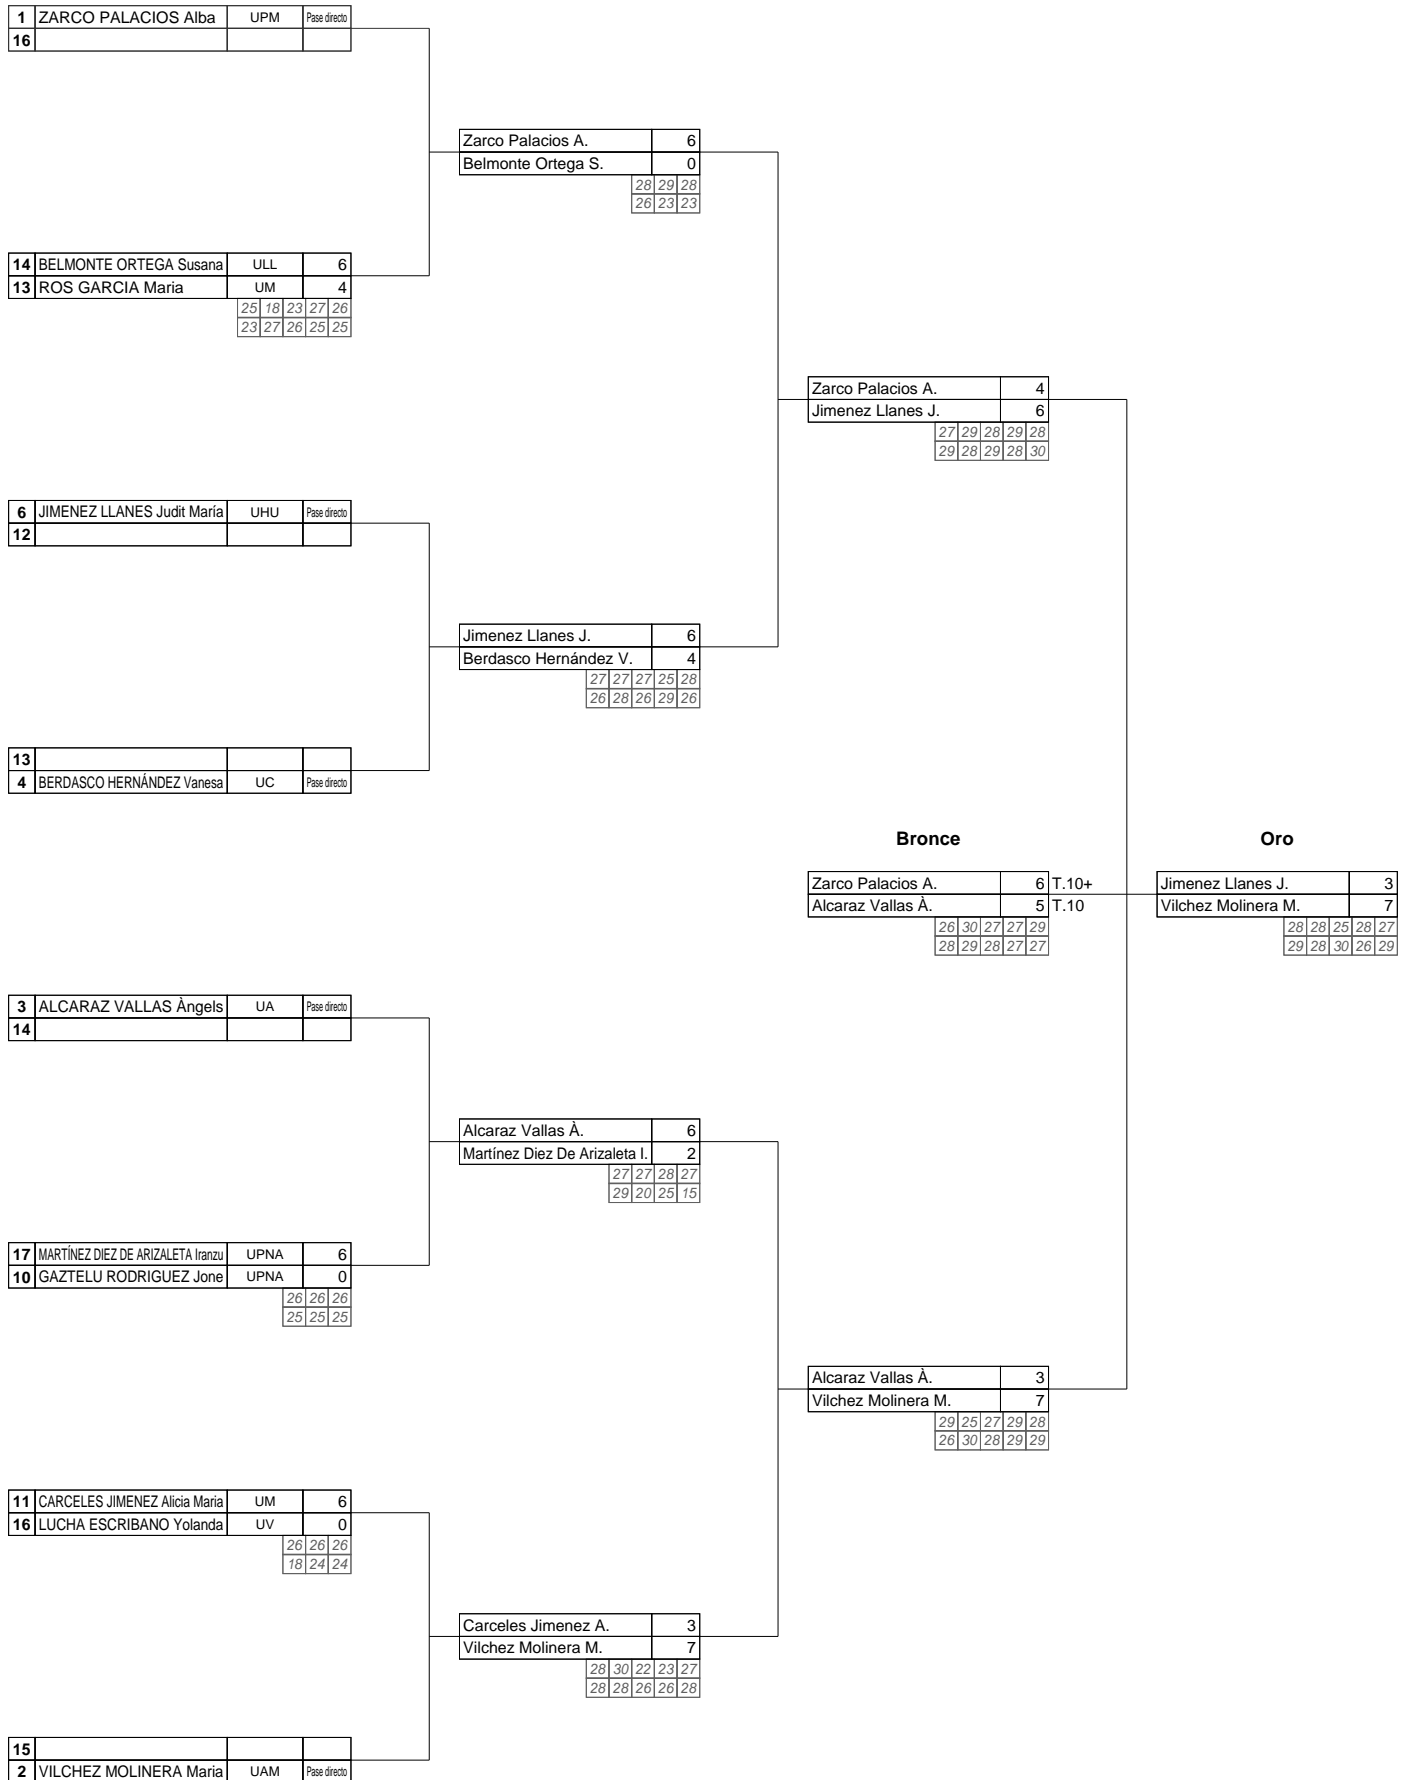 1 ZARCO PALACIOS Alba UPM Pase directo
16
Zarco Palacios A. 6
Belmonte Ortega S. 0
28 29 28
26 23 23
14 BELMONTE ORTEGA Susana ULL 6
13 ROS GARCIA Maria UM 4
25 18 23 27 26
23 27 26 25 25
Zarco Palacios A. 4
Jimenez Llanes J. 6
27 29 28 29 28
29 28 29 28 30
6 JIMENEZ LLANES Judit María UHU Pase directo
12
Jimenez Llanes J. 6
Berdasco Hernández V. 4
27 27 27 25 28
26 28 26 29 26
13
4 BERDASCO HERNÁNDEZ Vanesa UC Pase directo
Bronce Oro
Zarco Palacios A. 6 T.10+ Jimenez Llanes J. 3
Alcaraz Vallas À. 5 T.10 Vilchez Molinera M. 7
26 30 27 27 29 28 28 25 28 27
28 29 28 27 27 29 28 30 26 29
3 ALCARAZ VALLAS Àngels UA Pase directo
14
Alcaraz Vallas À. 6
Martínez Diez De Arizaleta I. 2
27 27 28 27
29 20 25 15
17 MARTÍNEZ DIEZ DE ARIZALETA Iranzu UPNA 6
10 GAZTELU RODRIGUEZ Jone UPNA 0
26 26 26
25 25 25
Alcaraz Vallas À. 3
Vilchez Molinera M. 7
29 25 27 29 28
26 30 28 29 29
11 CARCELES JIMENEZ Alicia Maria UM 6
16 LUCHA ESCRIBANO Yolanda UV 0
26 26 26
18 24 24
Carceles Jimenez A. 3
Vilchez Molinera M. 7
28 30 22 23 27
28 28 26 26 28
15
2 VILCHEZ MOLINERA Maria UAM Pase directo